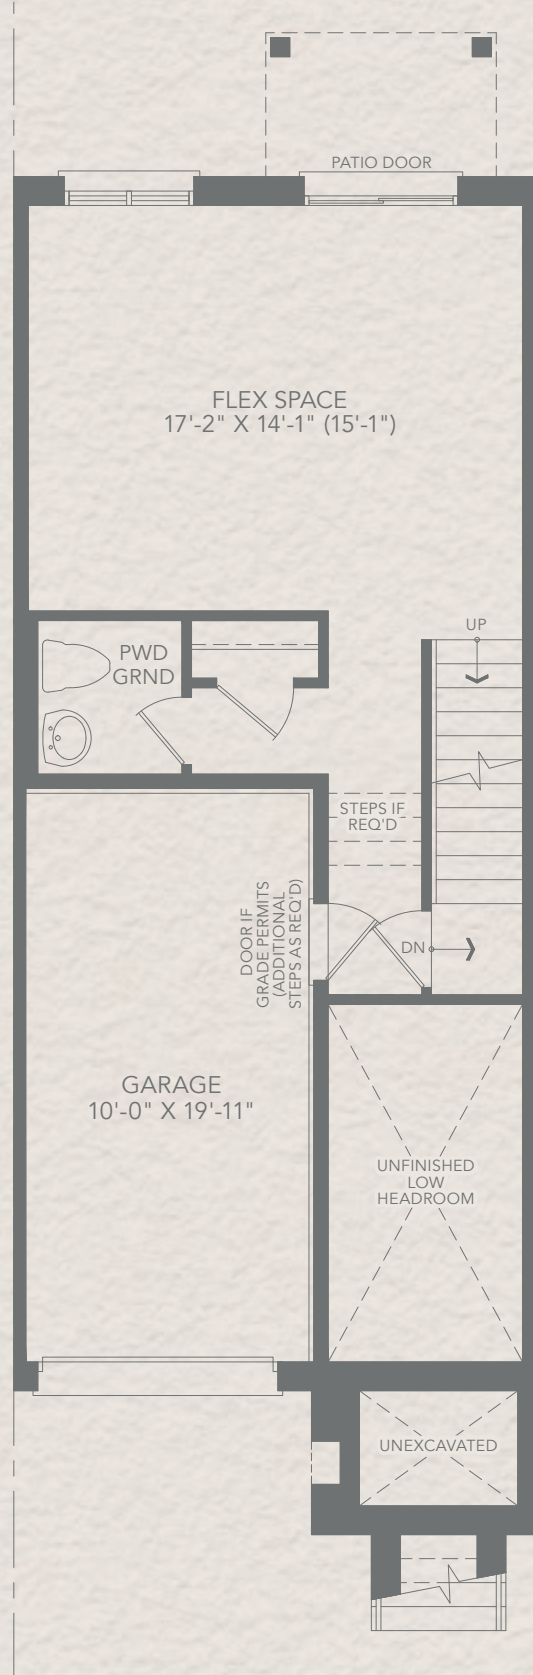 PATIO DOOR
FLEX SPACE
17'-2" X 14'-1" (15'-1")
UP
PWD
GRND
STEPS IF
REQ'D
DOOR IF
GRADE PERMITS
(ADDITIONAL
STEPS AS REQ'D)
DN
GARAGE
10'-0" X 19'-11"
UNFINISHED
LOW
HEADROOM
UNEXCAVATED